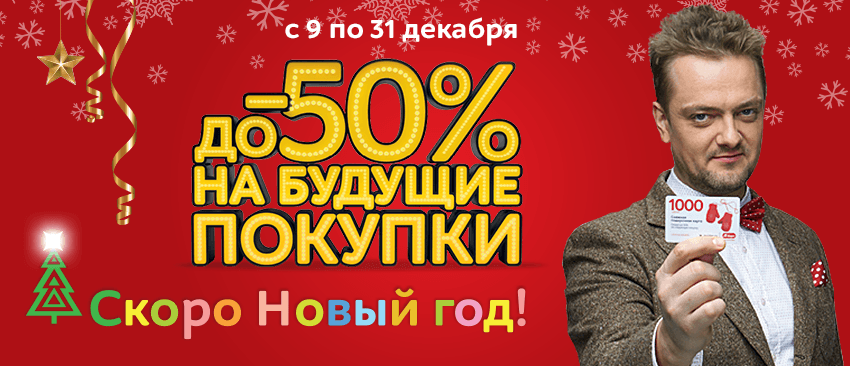 с 9 по 31 декабря
до -50%
на будущие
покупки
Скоро Новый год!
1000